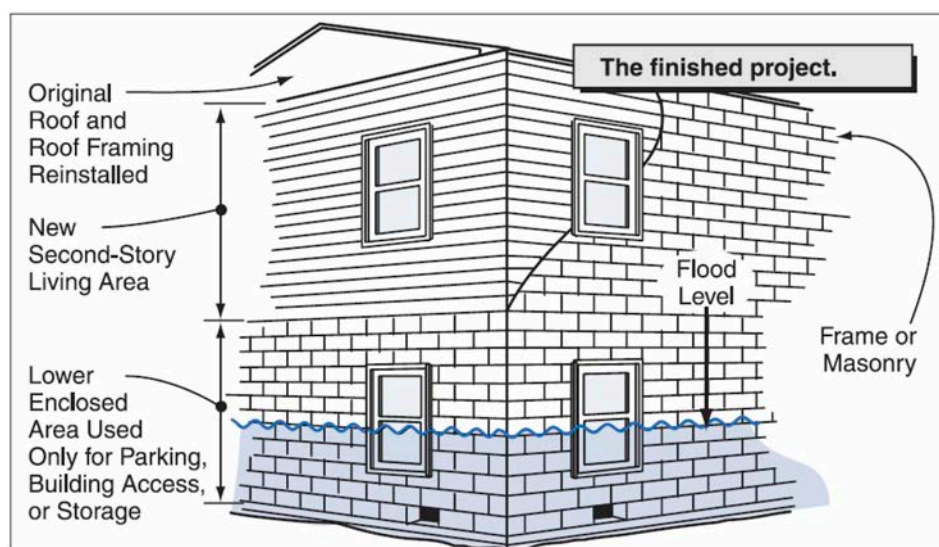 The finished project.
Original
Roof and
Roof Framing
Reinstalled
New
Second-Story
Living Area
Lower
Enclosed
Area Used
Only for Parking,
Building Access,
or Storage
Flood
Level
Frame or
Masonry